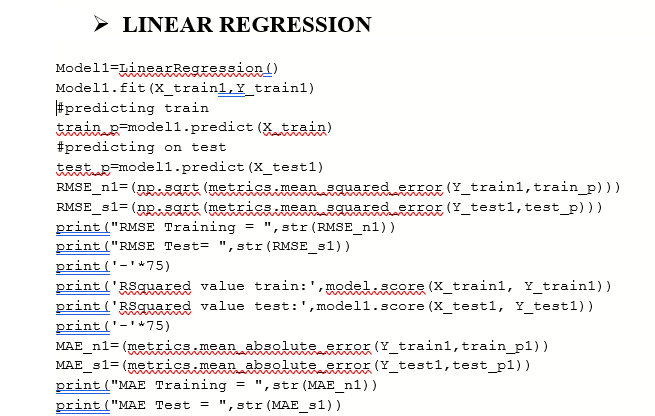 ➤ LINEAR REGRESSION
Model1=LinearRegression()
Model1.fit(X_train1,Y_train1)
#predicting train
train_p=model1.predict(X_train)
#predicting on test
test_p=model1.predict(X_test1)
RMSE_n1=(np.sqrt(metrics.mean_squared_error(Y_train1,train_p)))
RMSE_s1=(np.sqrt(metrics.mean_squared_error(Y_test1,test_p)))
print("RMSE Training = ",str(RMSE_n1))
print("RMSE Test= ",str(RMSE_s1))
print('-'*75)
print('RSquared value train:',model.score(X_train1, Y_train1))
print('RSquared value test:',model1.score(X_test1, Y_test1))
print('-'*75)
MAE_n1=(metrics.mean_absolute_error(Y_train1,train_p1))
MAE_s1=(metrics.mean_absolute_error(Y_test1,test_p1))
print("MAE Training = ",str(MAE_n1))
print("MAE Test = ",str(MAE_s1))